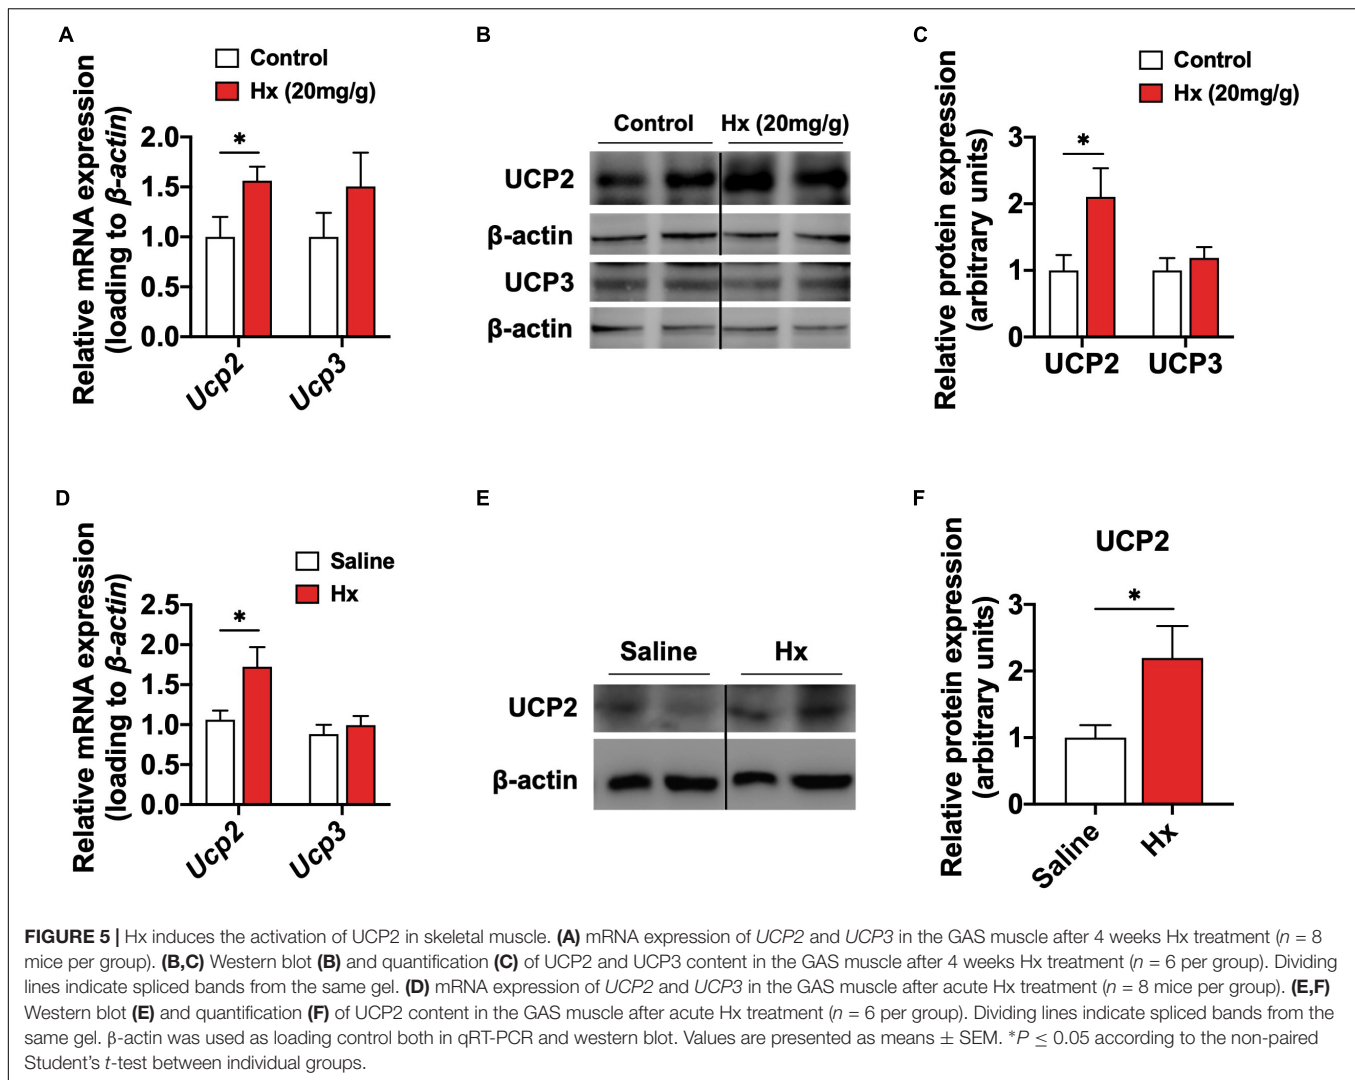 A
Control
Hx (20mg/g)
Relative mRNA expression
(loading to β-actin)
2.0
1.5
1.0
0.5
0.0
*
Ucp2
Ucp3
B
Control
Hx (20mg/g)
UCP2
β-actin
UCP3
β-actin
C
Control
Hx (20mg/g)
Relative protein expression
(arbitrary units)
3
2
1
0
*
UCP2
UCP3
D
Saline
Hx
Relative mRNA expression
(loading to β-actin)
2.5
2.0
1.5
1.0
0.5
0.0
*
Ucp2
Ucp3
E
Saline
Hx
UCP2
β-actin
F
UCP2
Relative protein expression
(arbitrary units)
3
2
1
0
*
Saline
Hx
FIGURE 5 | Hx induces the activation of UCP2 in skeletal muscle. (A) mRNA expression of UCP2 and UCP3 in the GAS muscle after 4 weeks Hx treatment (n = 8
mice per group). (B,C) Western blot (B) and quantification (C) of UCP2 and UCP3 content in the GAS muscle after 4 weeks Hx treatment (n = 6 per group). Dividing
lines indicate spliced bands from the same gel. (D) mRNA expression of UCP2 and UCP3 in the GAS muscle after acute Hx treatment (n = 8 mice per group). (E,F)
Western blot (E) and quantification (F) of UCP2 content in the GAS muscle after acute Hx treatment (n = 6 per group). Dividing lines indicate spliced bands from the
same gel. β-actin was used as loading control both in qRT-PCR and western blot. Values are presented as means ± SEM. *P ≤ 0.05 according to the non-paired
Student's t-test between individual groups.